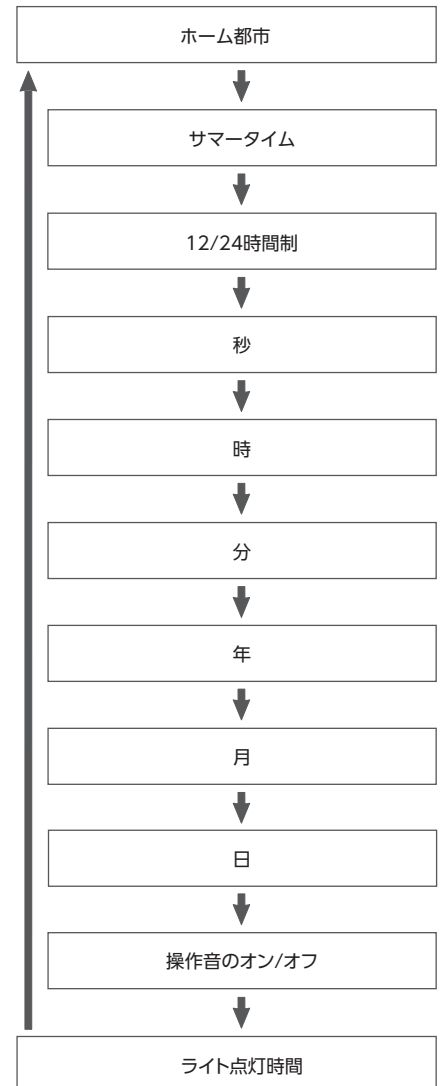 ホーム都市
サマータイム
12/24時間制
秒
時
分
年
月
日
操作音のオン/オフ
ライト点灯時間